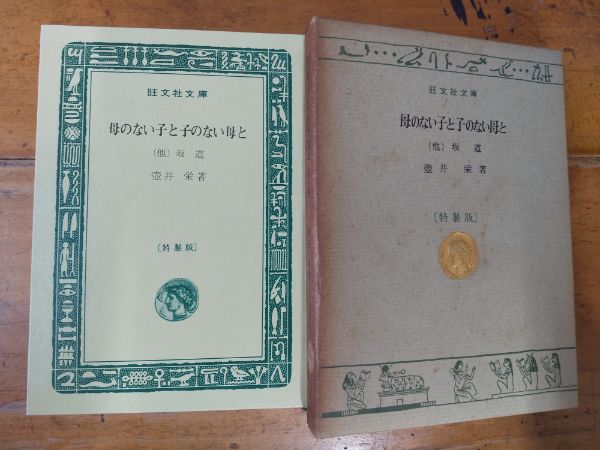 旺文社文庫
母のない子と子のない母と
(他) 坂道
壺井 栄著
[特製版]
旺文社文庫
母のない子と子のない母と
(他) 坂道
壺井 栄著
[特製版]